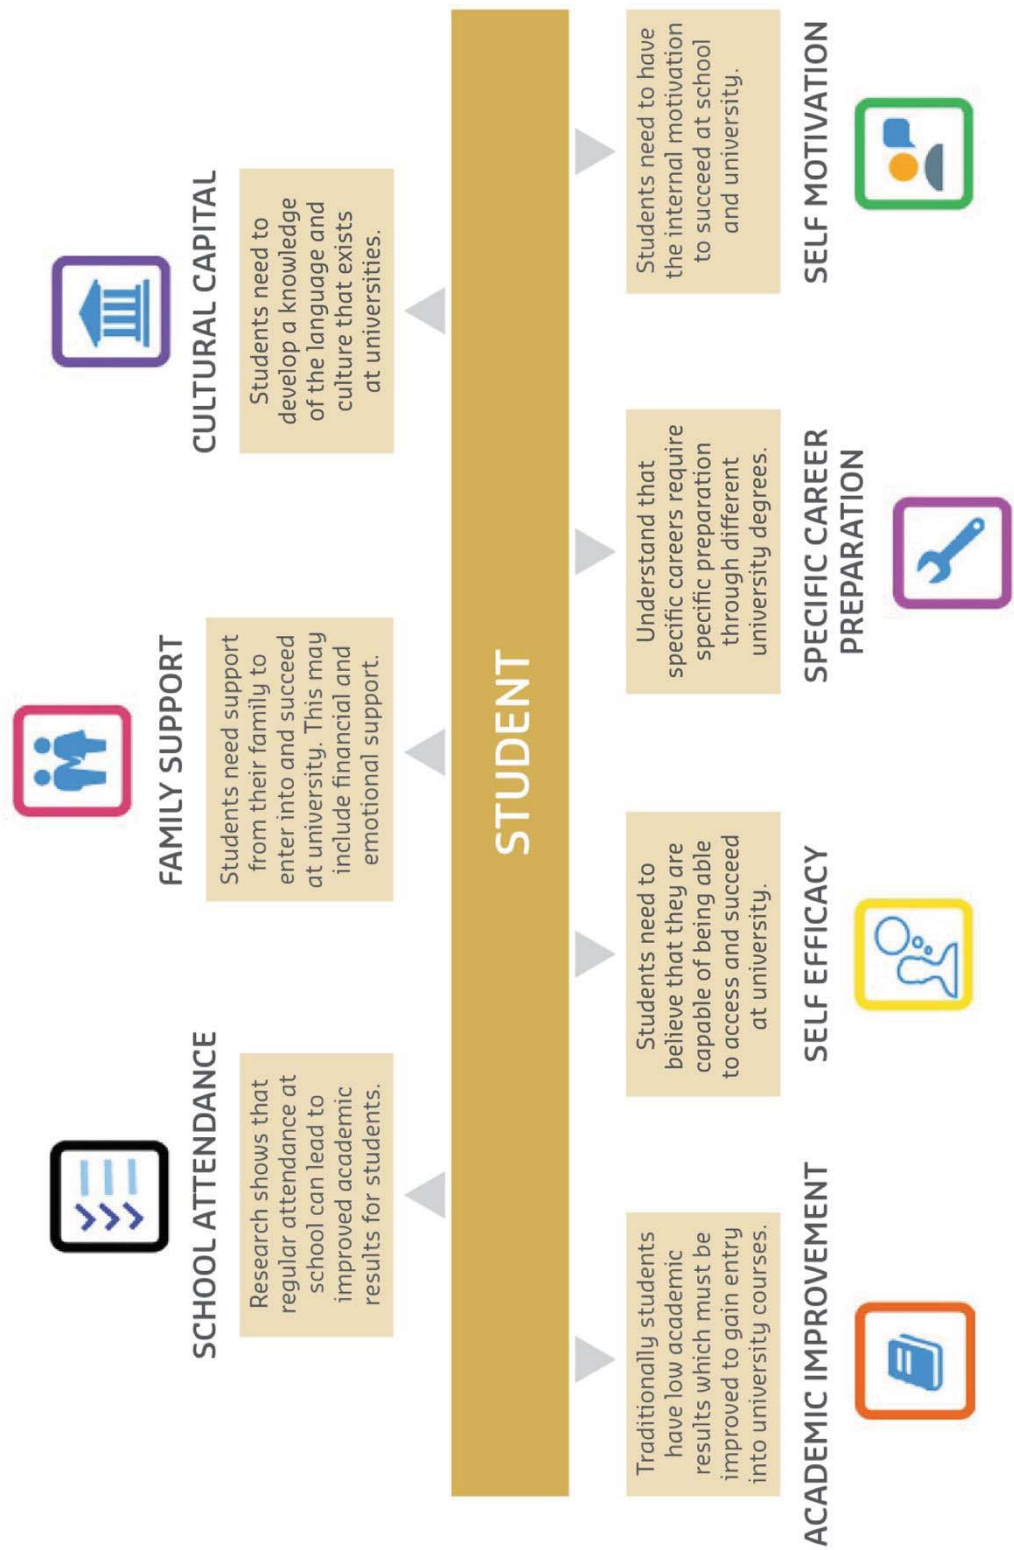 SCHOOL ATTENDANCE
Research shows that
regular attendance at
school can lead to
improved academic
results for students.
FAMILY SUPPORT
Students need support
from their family to
enter into and succeed
at university. This may
include financial and
emotional support.
CULTURAL CAPITAL
Students need to
develop a knowledge
of the language and
culture that exists
at universities.
STUDENT
Traditionally students
have low academic
results which must be
improved to gain entry
into university courses.
ACADEMIC IMPROVEMENT
Students need to
believe that they are
capable of being able
to access and succeed
at university.
SELF EFFICACY
Understand that
specific careers require
specific preparation
through different
university degrees.
SPECIFIC CAREER
PREPARATION
Students need to have
the internal motivation
to succeed at school
and university.
SELF MOTIVATION